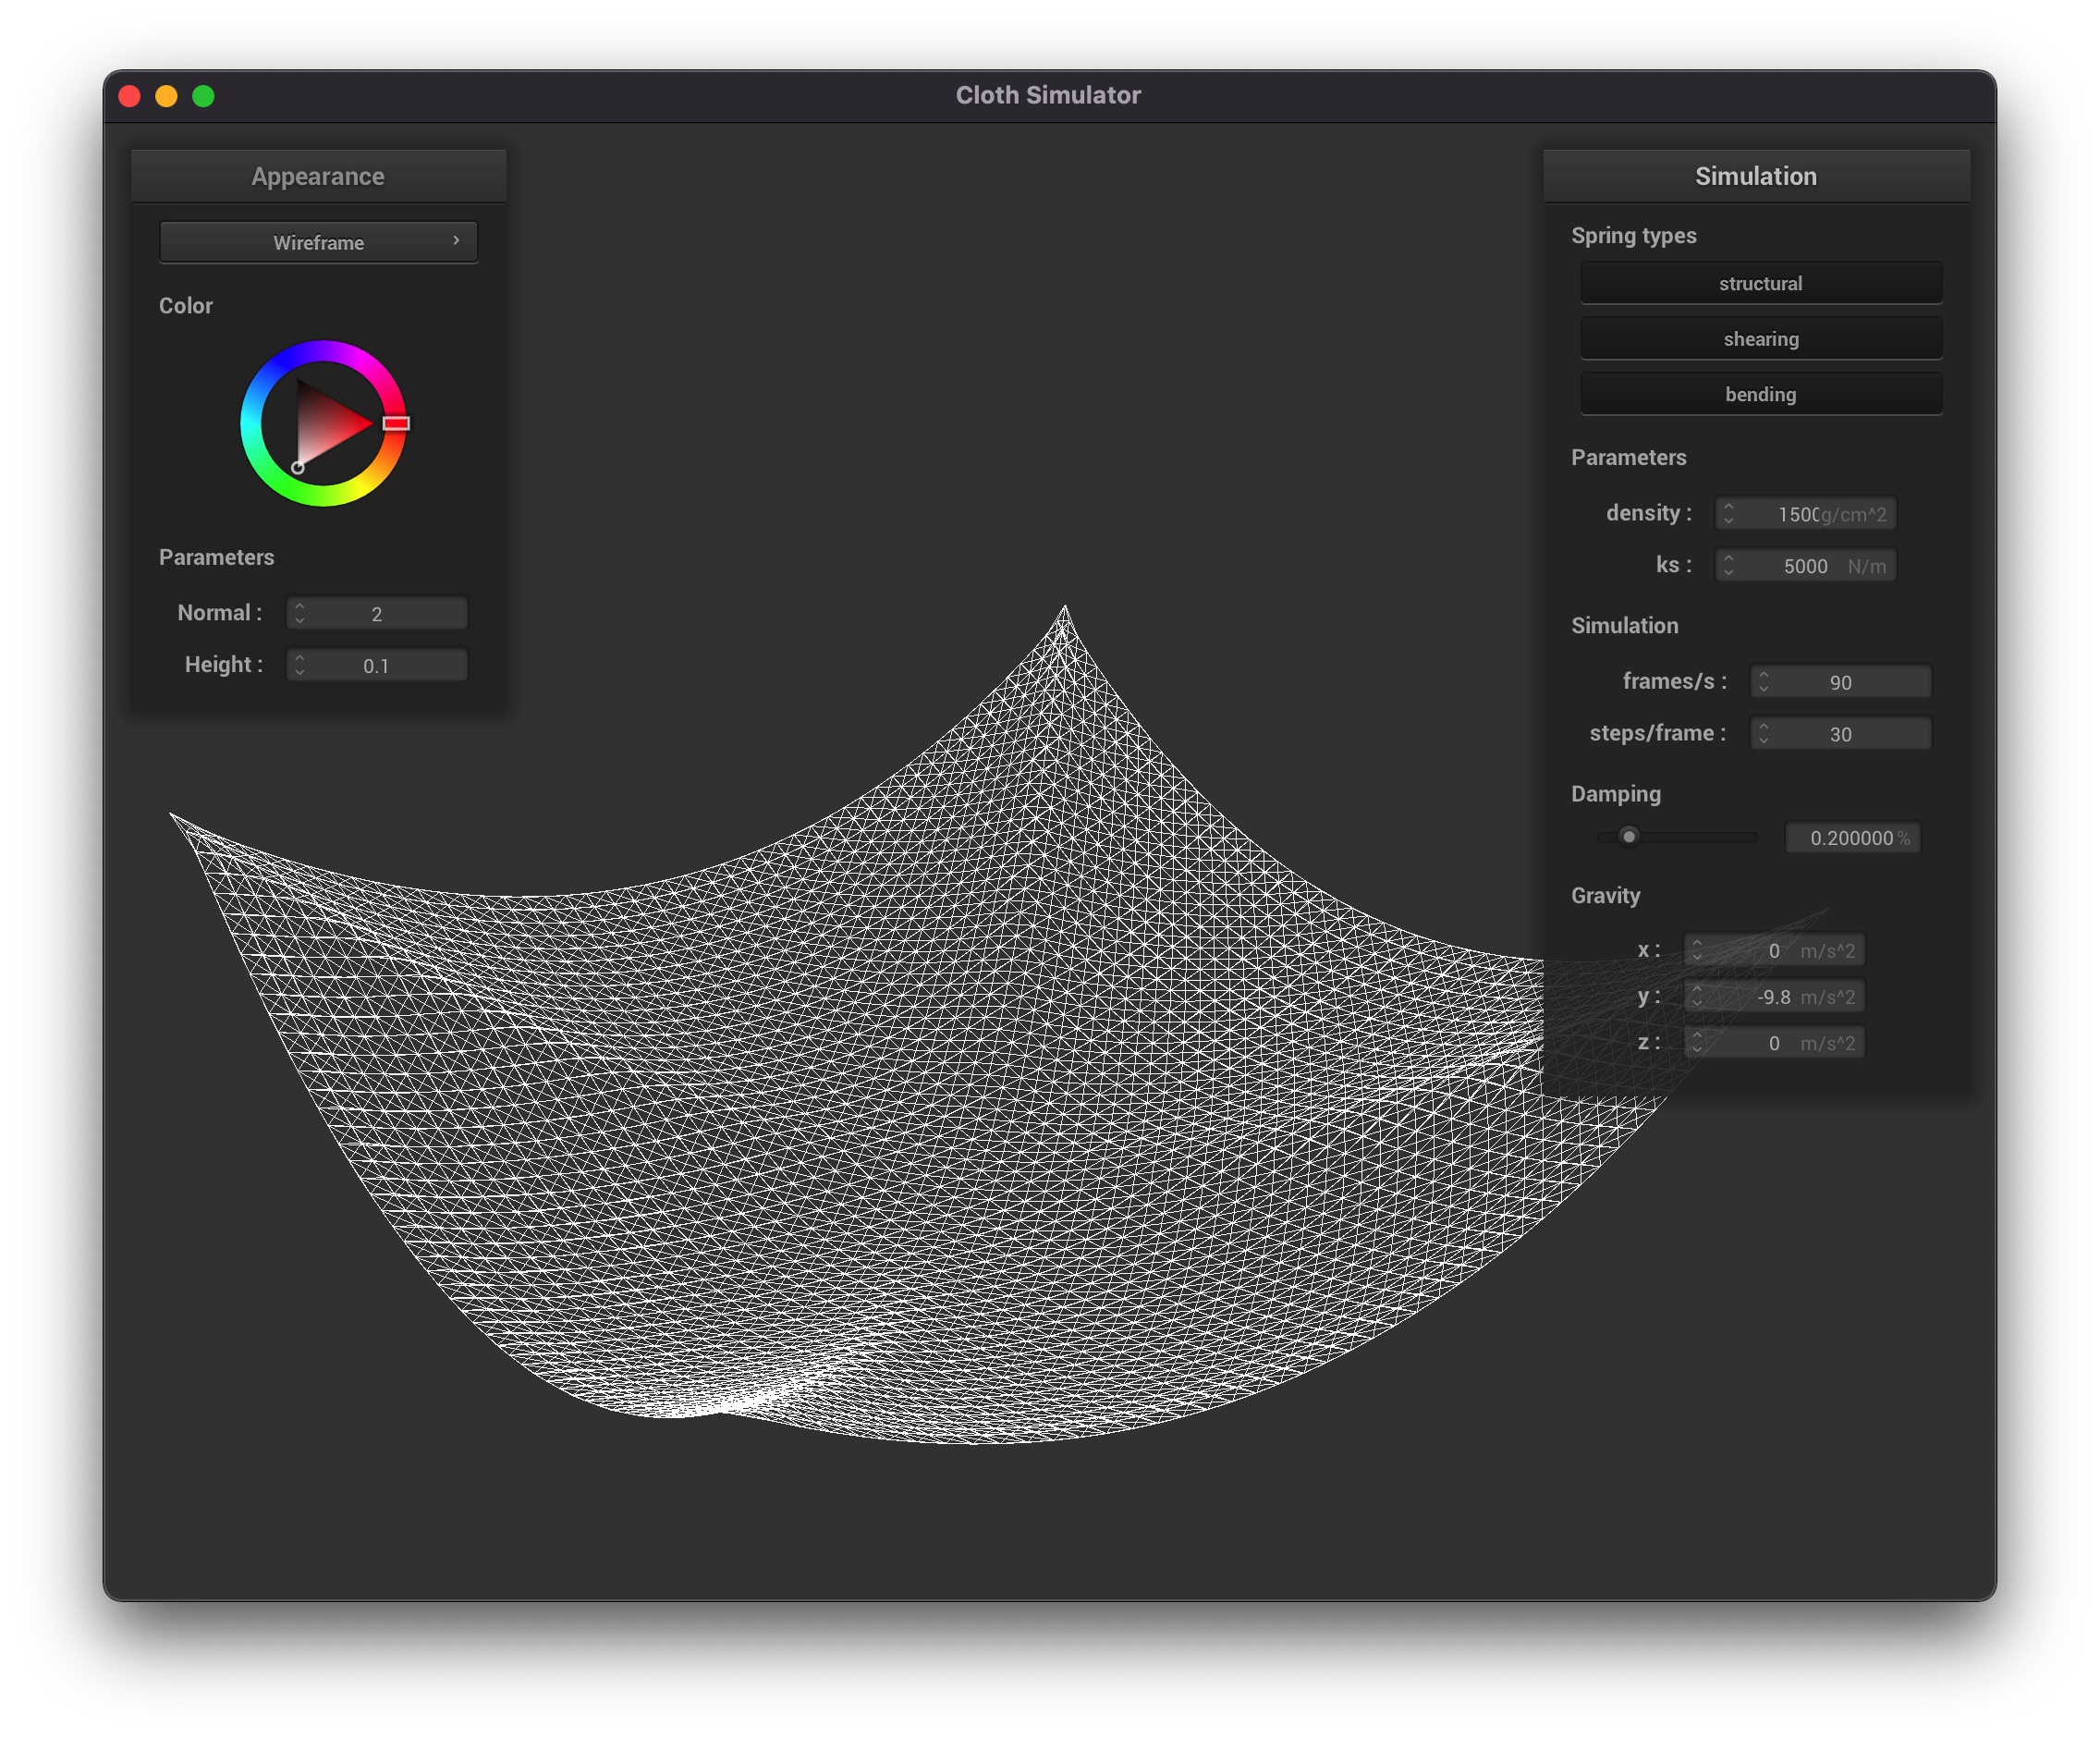 Cloth Simulator
Appearance
Wireframe
Color
Parameters
Normal : 2
Height : 0.1
Simulation
Spring types
structural
shearing
bending
Parameters
density : g/cm^2
ks : 5000 N/m
Simulation
frames/s : 90
steps/frame : 30
Damping
0.200000 %
Gravity
x : 0 m/s^2
y : -9.8 m/s^2
z : 0 m/s^2